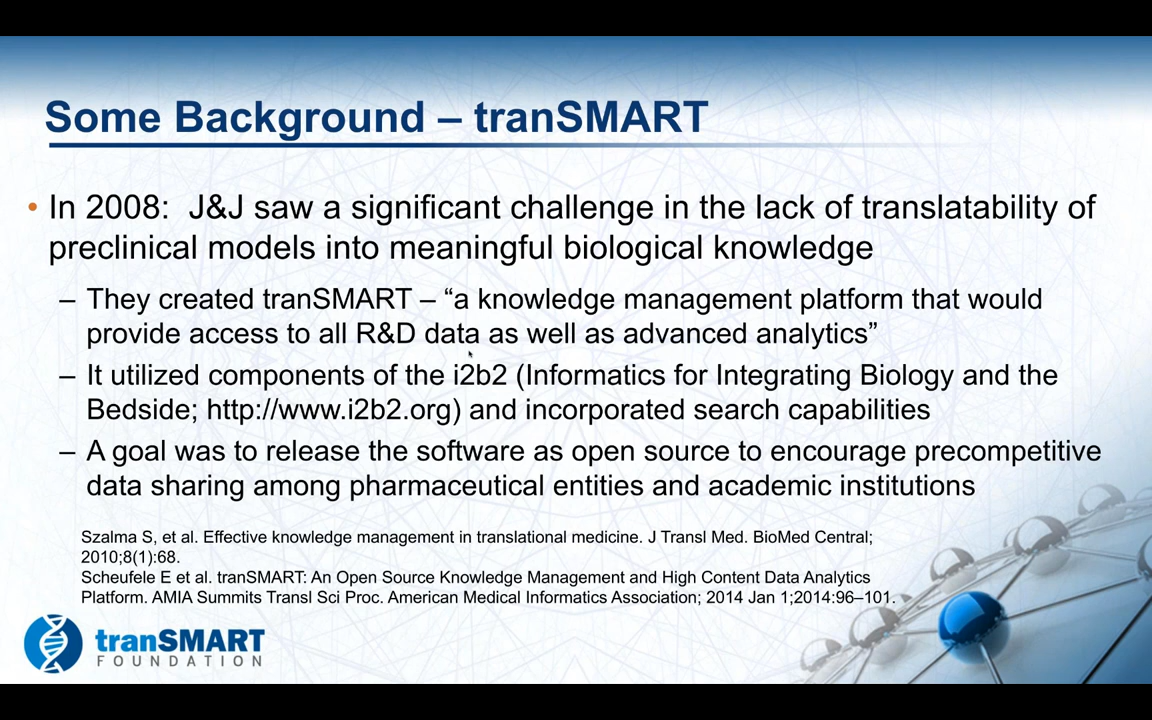 Some Background – tranSMART
• In 2008:  J&J saw a significant challenge in the lack of translatability of
preclinical models into meaningful biological knowledge
– They created tranSMART – “a knowledge management platform that would
provide access to all R&D data as well as advanced analytics”
– It utilized components of the i2b2 (Informatics for Integrating Biology and the
Bedside; http://www.i2b2.org) and incorporated search capabilities
– A goal was to release the software as open source to encourage precompetitive
data sharing among pharmaceutical entities and academic institutions
Szalma S, et al. Effective knowledge management in translational medicine. J Transl Med. BioMed Central;
2010;8(1):68.
Scheufele E et al. tranSMART: An Open Source Knowledge Management and High Content Data Analytics
Platform. AMIA Summits Transl Sci Proc. American Medical Informatics Association; 2014 Jan 1;2014:96–101.
tranSMART
FOUNDATION